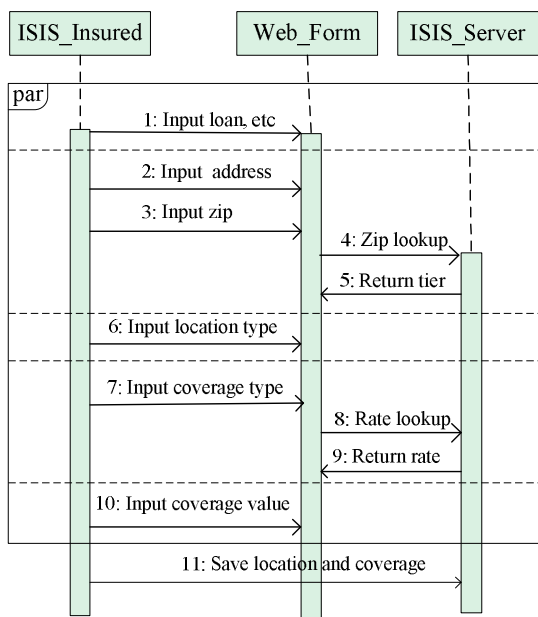 ISIS_Insured
Web_Form
ISIS_Server
par
1: Input loan, etc
2: Input address
3: Input zip
4: Zip lookup
5: Return tier
6: Input location type
7: Input coverage type
8: Rate lookup
9: Return rate
10: Input coverage value
11: Save location and coverage